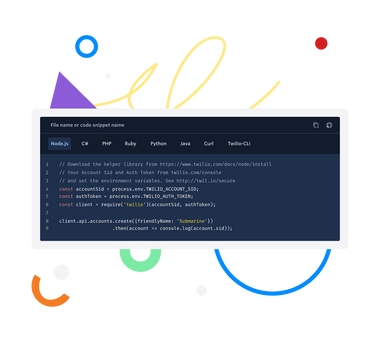 File name or code snippet name
Node.js C# PHP Ruby Python Java Curl Twilio-CLI
1 // Download the helper library from https://www.twilio.com/docs/node/install
2 // Your Account Sid and Auth Token from twilio.com/console
3 // and set the environment variables. See http://twil.io/secure
4 const accountSid = process.env.TWILIO_ACCOUNT_SID;
5 const authToken = process.env.TWILIO_AUTH_TOKEN;
6 const client = require('twilio')(accountSid, authToken);
7
8 client.api.accounts.create({friendlyName: 'Submarine'})
9 .then(account => console.log(account.sid));